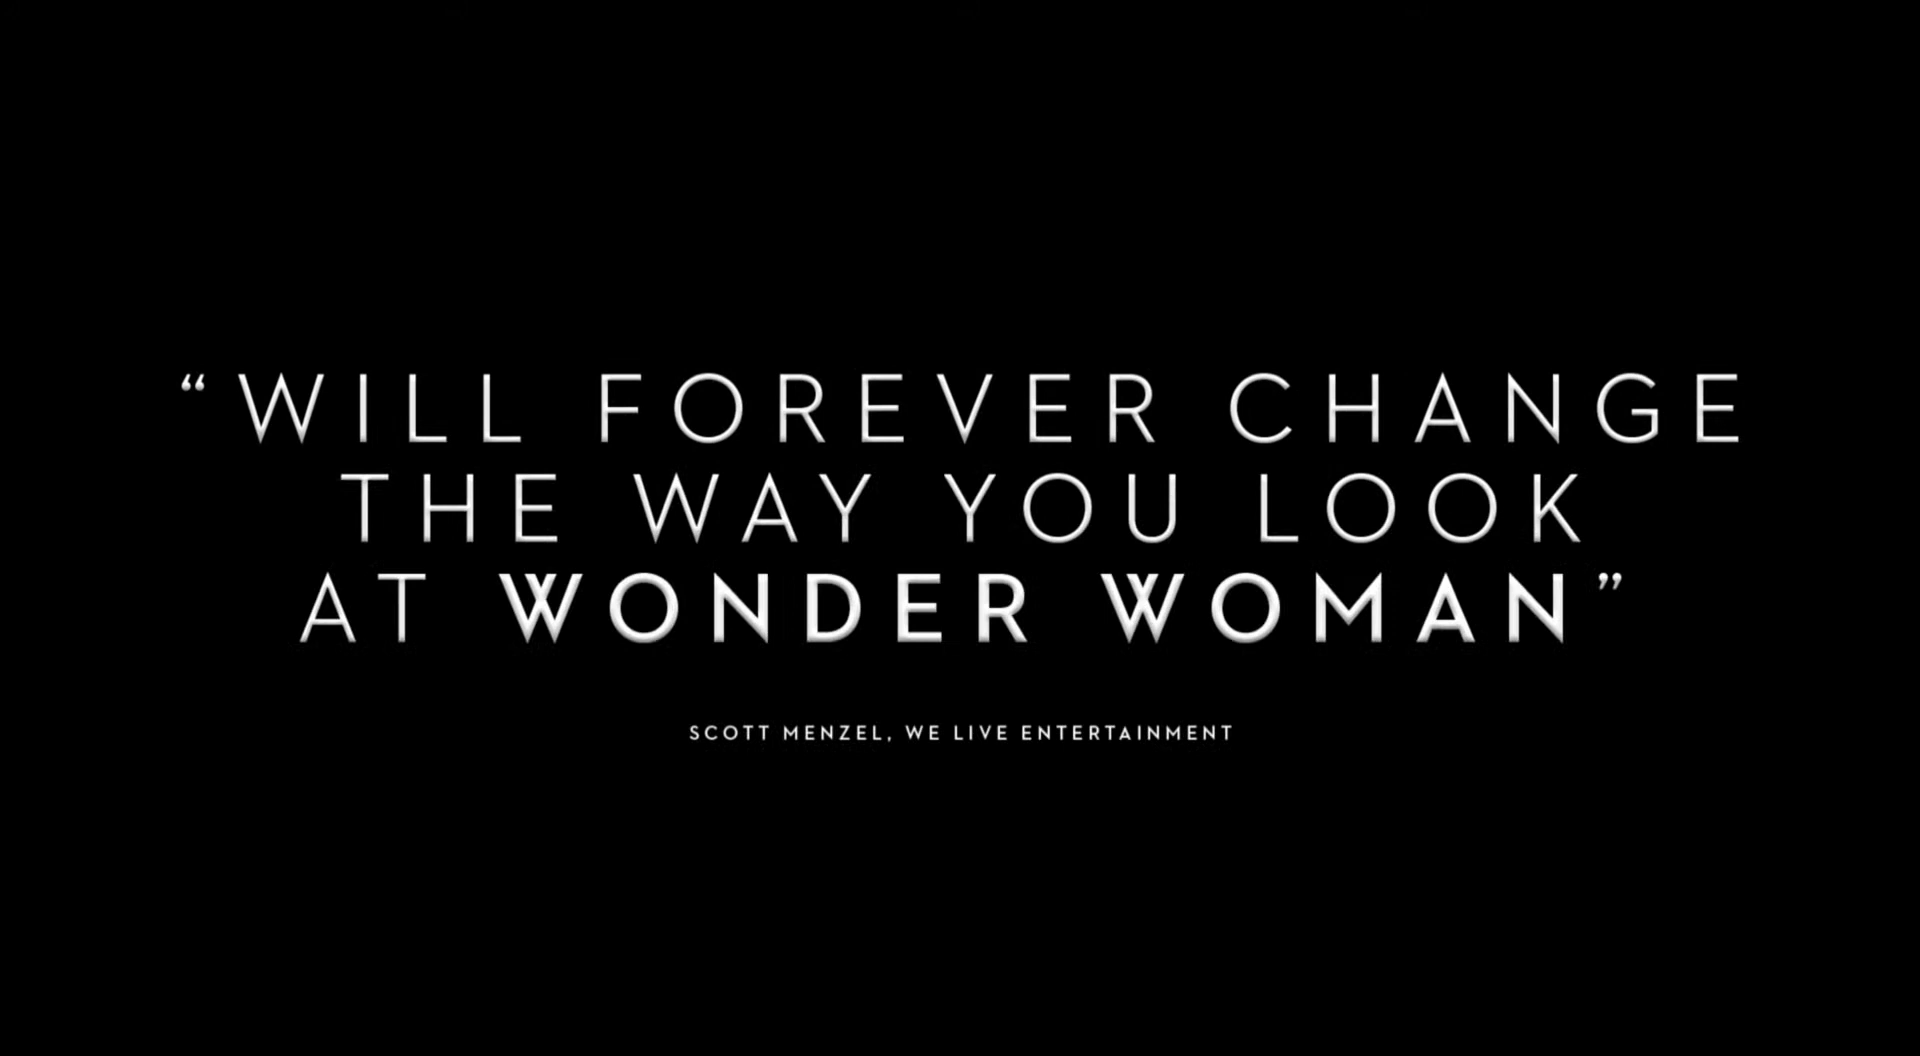 “WILL FOREVER CHANGE
THE WAY YOU LOOK
AT WONDER WOMAN”
SCOTT MENZEL, WE LIVE ENTERTAINMENT